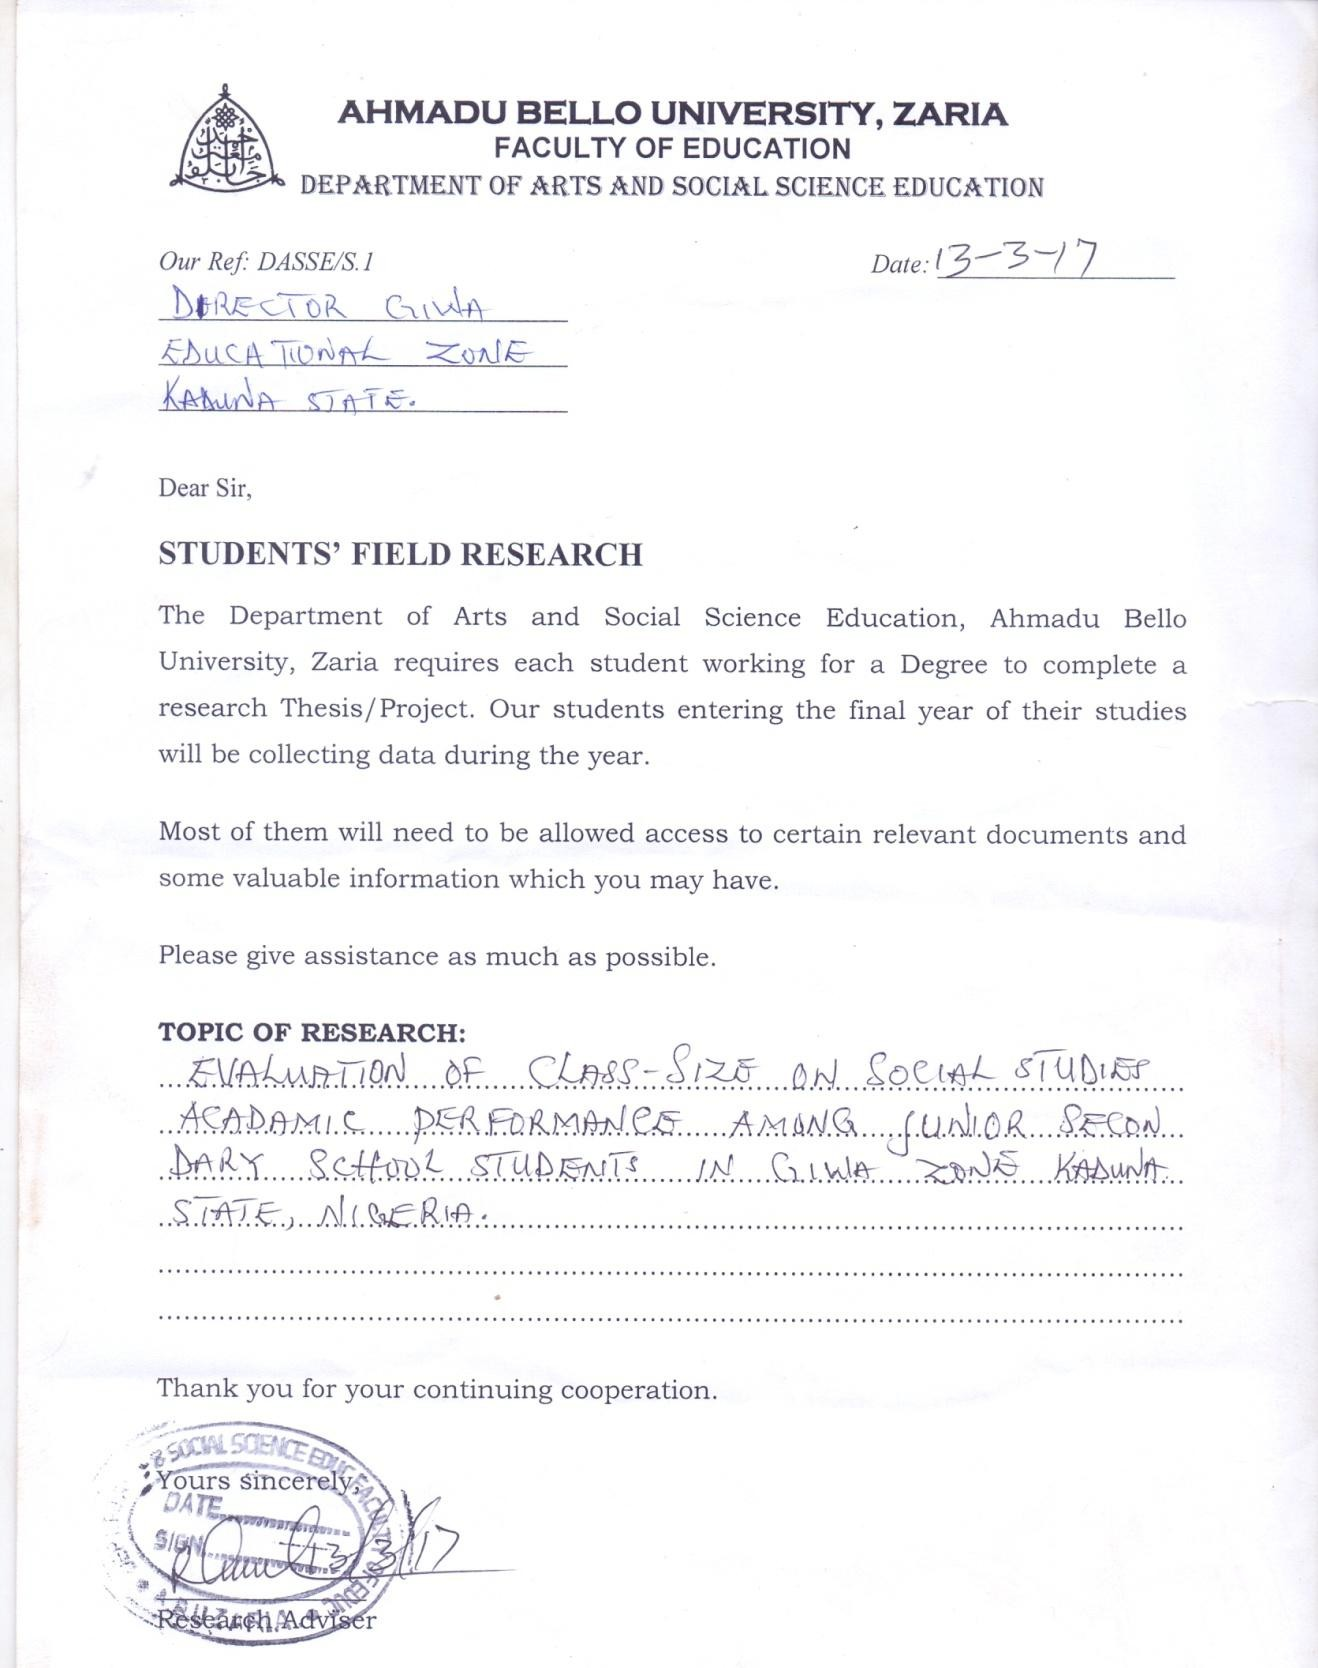 AHMADU BELLO UNIVERSITY, ZARIA
FACULTY OF EDUCATION
DEPARTMENT OF ARTS AND SOCIAL SCIENCE EDUCATION
Our Ref: DASSE/S.1
Date: 13-3-17
DIRECTOR GIWA
EDUCATIONAL ZONE
KADUNA STATE.
Dear Sir,
STUDENTS' FIELD RESEARCH
The Department of Arts and Social Science Education, Ahmadu Bello
University, Zaria requires each student working for a Degree to complete a
research Thesis/Project. Our students entering the final year of their studies
will be collecting data during the year.
Most of them will need to be allowed access to certain relevant documents and
some valuable information which you may have.
Please give assistance as much as possible.
TOPIC OF RESEARCH:
EVALUATION OF CLASS-SIZE ON SOCIAL STUDIES
ACADAMIC PERFORMANCE AMONG JUNIOR SECON
DARY SCHOOL STUDENTS IN GIWA ZONE KADUNA
STATE, NIGERIA.
Thank you for your continuing cooperation.
& SOCIAL SCIENCE EDUC FACULTY OF EDUC
Yours sincerely,
DATE
SIGN
13/3/17
A.B.U. ZARIA
Research Adviser